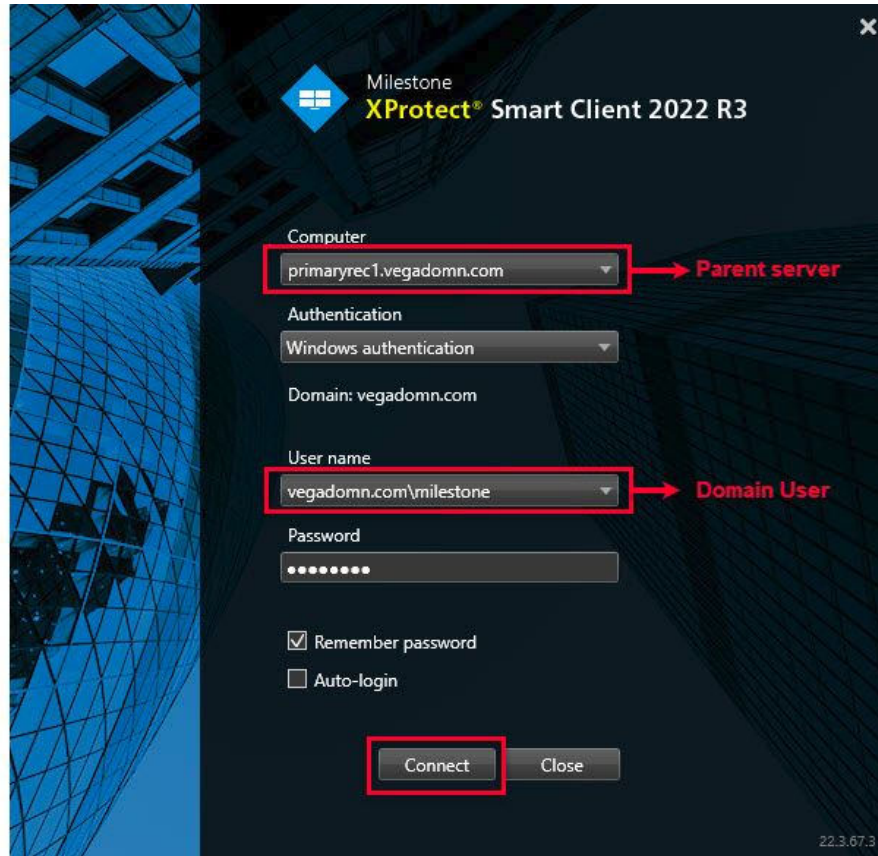 Milestone
XProtect® Smart Client 2022 R3
Computer
primaryrec1.vegadomn.com
Parent server
Authentication
Windows authentication
Domain: vegadomn.com
User name
vegadomn.com\milestone
Domain User
Password
Remember password
Auto-login
Connect
Close
22.3.67.3